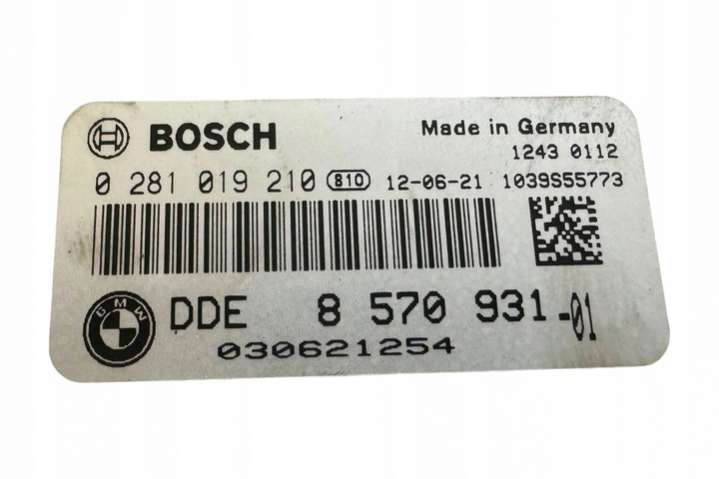 BOSCH
Made in Germany
1243 0112
0 281 019 210 810 12-06-21 1039S55773
BMW DDE 8 570 931-01
030621254